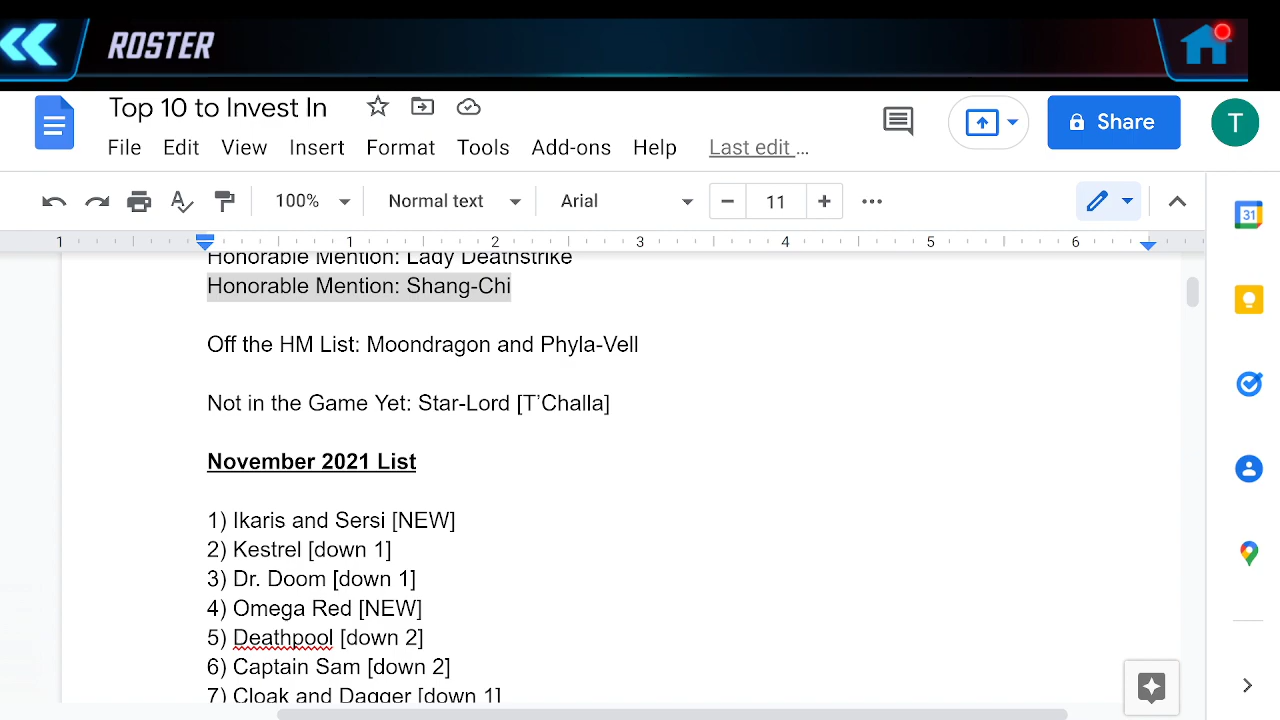 ROSTER
Top 10 to Invest In
Share
T
File Edit View Insert Format Tools Add-ons Help Last edit ...
100% Normal text Arial 11
1 1 2 3 4 5 6
31
Honorable Mention: Lady Deathstrike
Honorable Mention: Shang-Chi
Off the HM List: Moondragon and Phyla-Vell
Not in the Game Yet: Star-Lord [T'Challa]
November 2021 List
1) Ikaris and Sersi [NEW]
2) Kestrel [down 1]
3) Dr. Doom [down 1]
4) Omega Red [NEW]
5) Deathpool [down 2]
6) Captain Sam [down 2]
7) Cloak and Dagger [down 1]